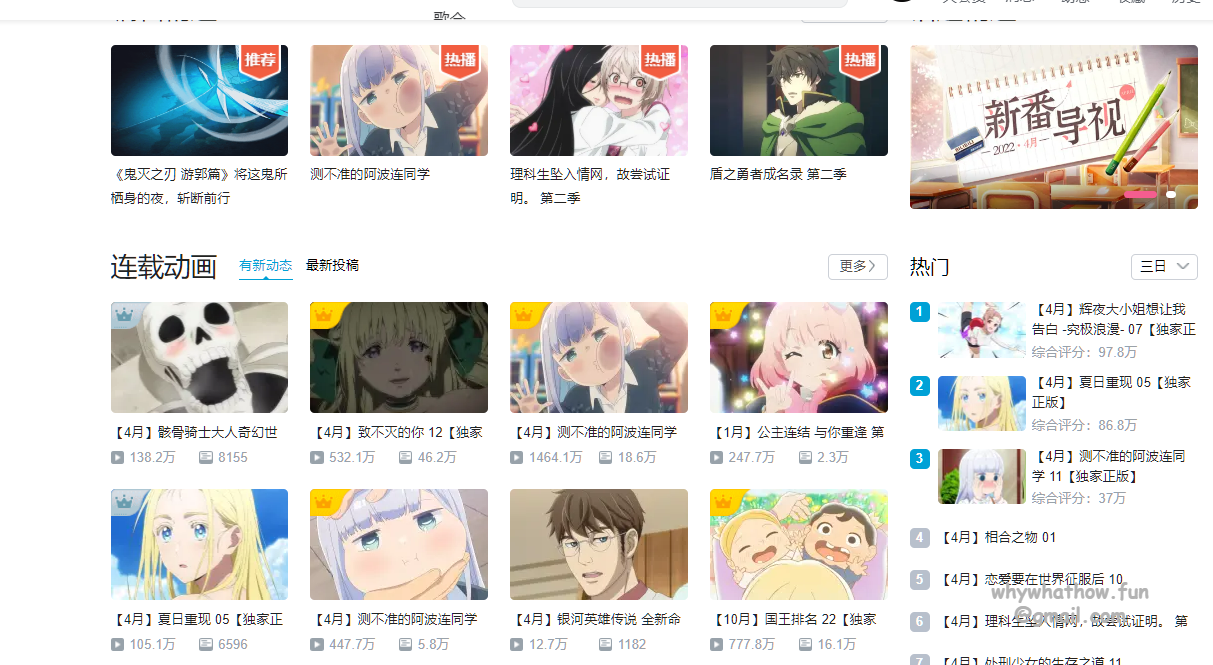 歌会
推荐
热播
热播
热播
《鬼灭之刃 游郭篇》将这鬼所
栖身的夜，斩断前行
测不准的阿波连同学
理科生坠入情网，故尝试证
明。 第二季
盾之勇者成名录 第二季
新番导视
2022·4月
连载动画
有新动态
最新投稿
更多
【4月】骸骨骑士大人奇幻世
138.2万
8155
【4月】致不灭的你 12【独家
532.1万
46.2万
【4月】测不准的阿波连同学
1464.1万
18.6万
【1月】公主连结 与你重逢 第
247.7万
2.3万
【4月】夏日重现 05【独家正
105.1万
6596
【4月】测不准的阿波连同学
447.7万
5.8万
【4月】银河英雄传说 全新命
12.7万
1182
【10月】国王排名 22【独家
777.8万
16.1万
热门
三日
1
【4月】辉夜大小姐想让我
告白 -究极浪漫- 07【独家正
综合评分：97.8万
2
【4月】夏日重现 05【独家
正版】
综合评分：86.8万
3
【4月】测不准的阿波连同
学 11【独家正版】
综合评分：37万
4
【4月】相合之物 01
5
【4月】恋爱要在世界征服后 10
6
【4月】理科生坠入情网，故尝试证明。 第
7
【4月】处刑少女的生存之道 11
whywhathow.fun
@gmail.com